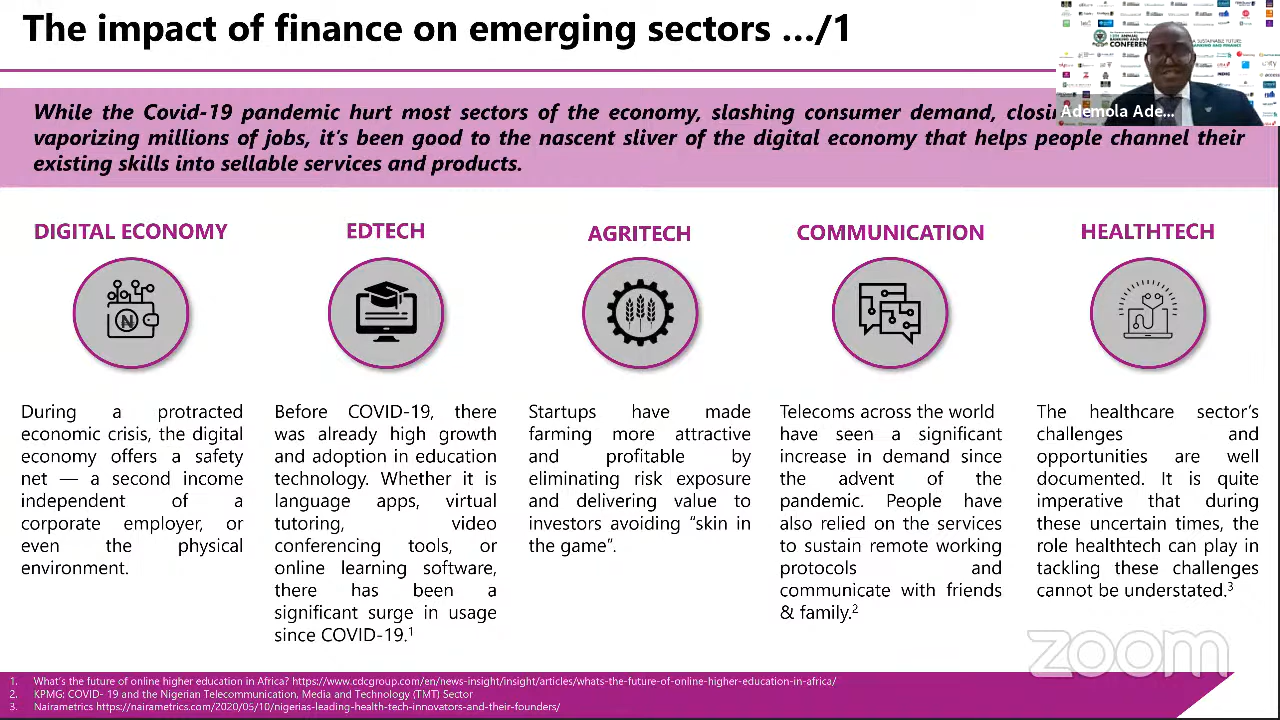 The impact of finance on emerging sectors …/1
Ademola Ade...
While the Covid-19 pandemic has hit the sectors of the economy, slashing consumer demand,
vaporizing millions of jobs, it’s been good to the nascent sliver of the digital economy that helps people channel their
existing skills into sellable services and products.
DIGITAL ECONOMY
During a protracted
economic crisis, the digital
economy offers a safety
net — a second income
independent of a
corporate employer, or
even the physical
environment.
EDTECH
Before COVID-19, there
was already high growth
and adoption in education
technology. Whether it is
language apps, virtual
tutoring, video
conferencing tools, or
online learning software,
there has been a
significant surge in usage
since COVID-19.1
AGRITECH
Startups have made
farming more attractive
and profitable by
eliminating risk exposure
and delivering value to
investors avoiding “skin in
the game”.
COMMUNICATION
Telecoms across the world
have seen a significant
increase in demand since
the advent of the
pandemic. People have
also relied on the services
to sustain remote working
protocols and
communicate with friends
& family.2
HEALTHTECH
The healthcare sector’s
challenges and
opportunities are well
documented. It is quite
imperative that during
these uncertain times, the
role healthtech can play in
tackling these challenges
cannot be understated.3
zoom
1. What’s the future of online higher education in Africa? https://www.cdcgroup.com/en/news-insight/insight/articles/whats-the-future-of-online-higher-education-in-africa/
2. KPMG: COVID- 19 and the Nigerian Telecommunication, Media and Technology (TMT) Sector
3. Nairametrics https://nairametrics.com/2020/05/10/nigerias-leading-health-tech-innovators-and-their-founders/